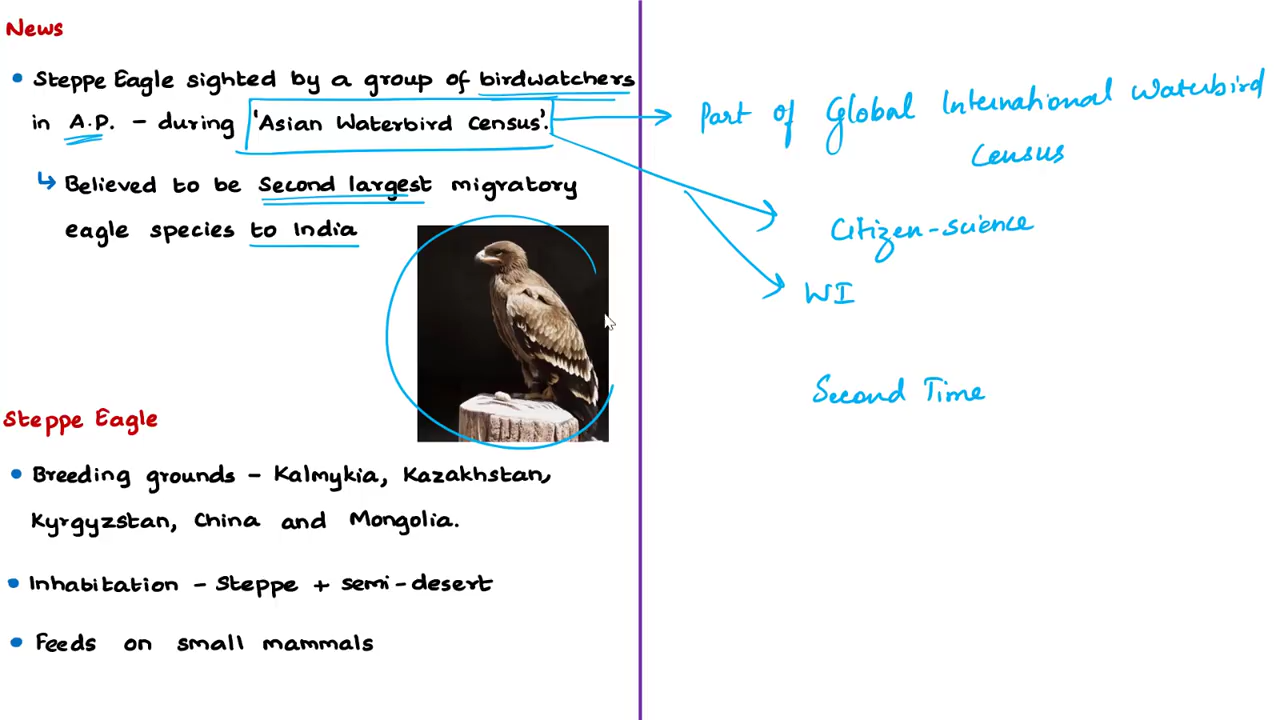 News
• Steppe Eagle sighted by a group of birdwatchers
in A.P. – during 'Asian Waterbird Census'.
↳ Believed to be second largest migratory
eagle species to India
Steppe Eagle
• Breeding grounds – Kalmykia, Kazakhstan,
Kyrgyzstan, China and Mongolia.
• Inhabitation – Steppe + semi-desert
• Feeds on small mammals
Part of Global International Waterbird
Census
Citizen-science
WI
Second Time